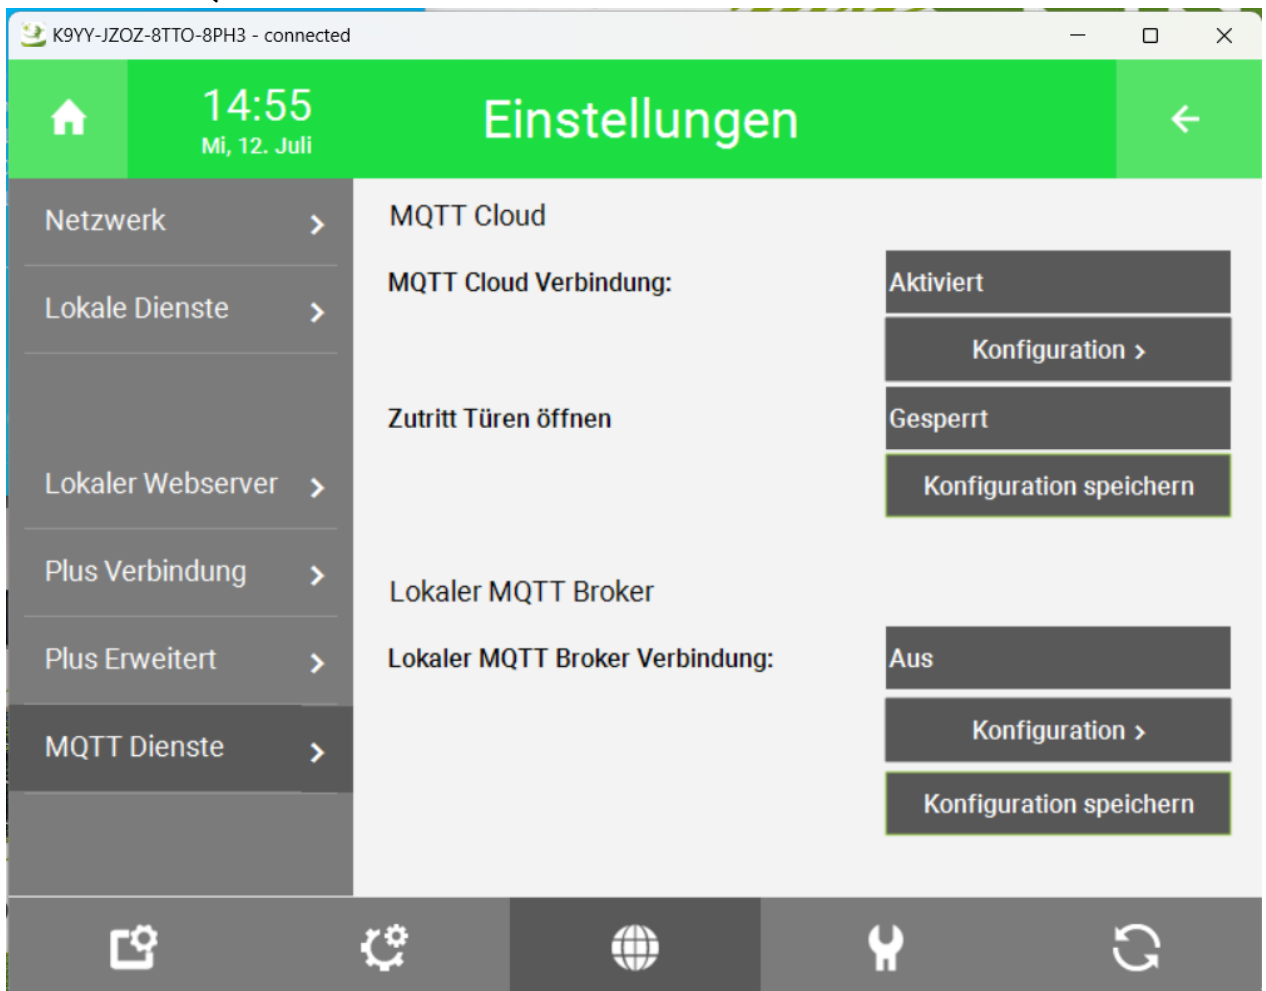 K9YY-JZOZ-8TTO-8PH3 - connected
14:55
Mi, 12. Juli
Einstellungen
Netzwerk
Lokale Dienste
Lokaler Webserver
Plus Verbindung
Plus Erweitert
MQTT Dienste
MQTT Cloud
MQTT Cloud Verbindung: Aktiviert
Konfiguration >
Zutritt Türen öffnen Gesperrt
Konfiguration speichern
Lokaler MQTT Broker
Lokaler MQTT Broker Verbindung: Aus
Konfiguration >
Konfiguration speichern